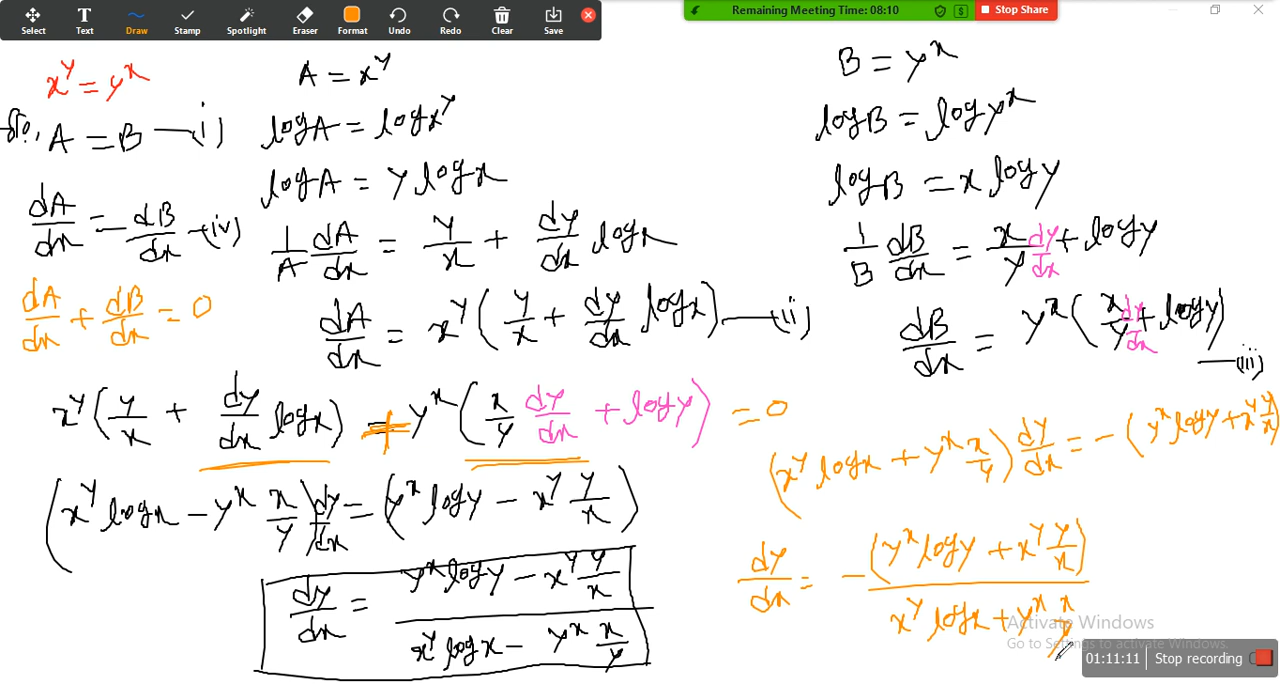 Select Text Draw Stamp Spotlight Eraser Format Undo Redo Clear Save
Remaining Meeting Time: 08:10 Stop Share
x^y = y^x
A = B — i)
dA/dx = dB/dx — iv)
dA/dx + dB/dx = 0
A = x^y
log A = log x^y
log A = y log x
1/A dA/dx = y/x + dy/dx log x
dA/dx = x^y ( y/x + dy/dx log x ) — ii)
B = y^x
log B = log y^x
log B = x log y
1/B dB/dx = x/y dy/dx + log y
dB/dx = y^x ( x/y dy/dx + log y )
— iii)
x^y ( y/x + dy/dx log x ) + y^x ( x/y dy/dx + log y ) = 0
( x^y log x - y^x x/y ) dy/dx = ( y^x log y - x^y y/x )
dy/dx = y^x log y - x^y y/x / x^y log x - y^x x/y
( x^y log x + y^x x/y ) dy/dx = - ( y^x log y + x^y y/x )
dy/dx = - ( y^x log y + x^y y/x ) / x^y log x + y^x x/y
Activate Windows
Go to Settings to activate Windows.
01:11:11 Stop recording